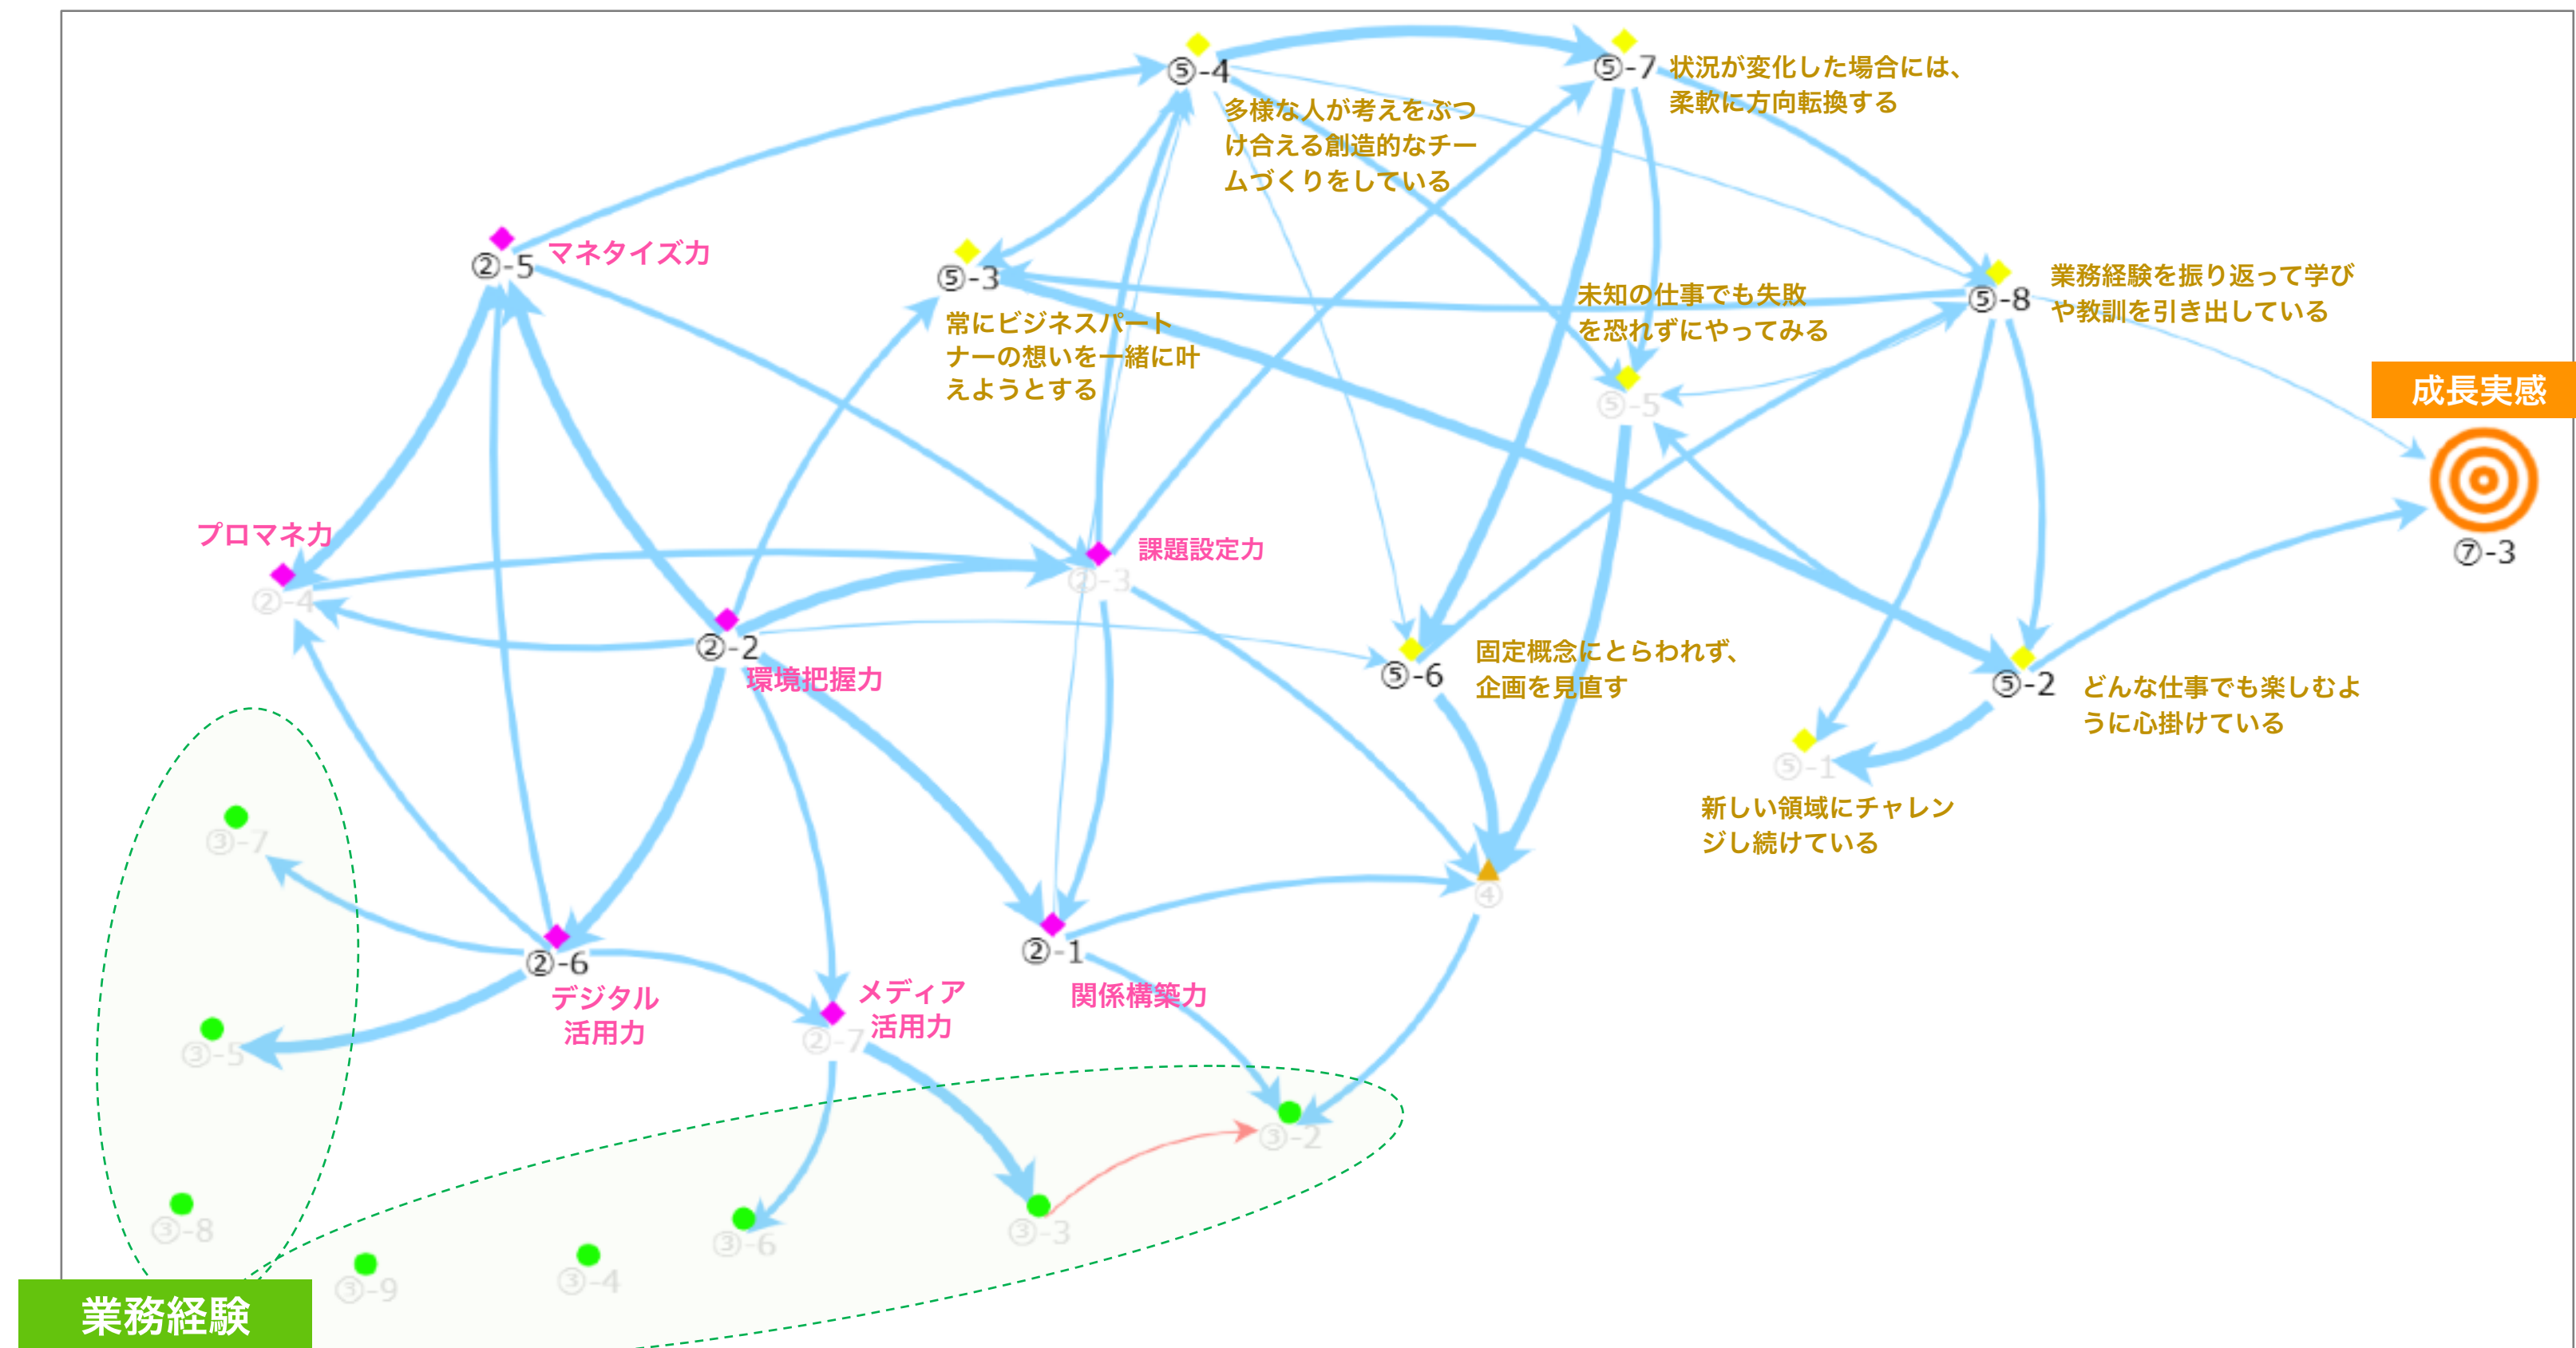 ⑤-4
⑤-7
状況が変化した場合には、
柔軟に方向転換する
多様な人が考えをぶつ
け合える創造的なチー
ムづくりをしている
②-5
マネタイズ力
⑤-3
常にビジネスパート
ナーの想いを一緒に叶
えようとする
未知の仕事でも失敗
を恐れずにやってみる
⑤-5
⑤-8
業務経験を振り返って学び
や教訓を引き出している
成長実感
⑦-3
プロマネ力
②-4
②-3
課題設定力
②-2
環境把握力
⑤-6
固定概念にとらわれず、
企画を見直す
⑤-2
どんな仕事でも楽しむよ
うに心掛けている
⑤-1
新しい領域にチャレン
ジし続けている
③-7
④
②-6
デジタル
活用力
②-7
メディア
活用力
②-1
関係構築力
③-5
③-2
③-8
③-9
③-4
③-6
③-3
業務経験